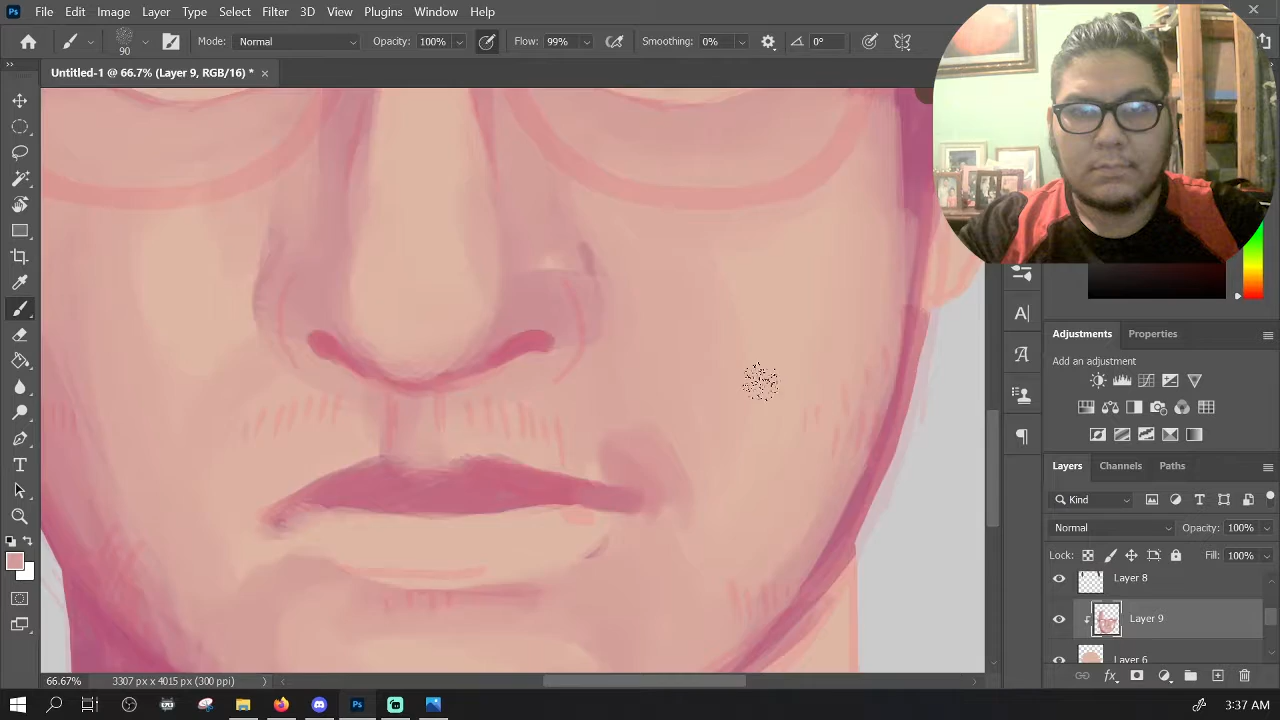 Ps File Edit Image Layer Type Select Filter 3D View Plugins Window Help
90 Mode: Normal Opacity: 100% Flow: 99% Smoothing: 0% 0°
Untitled-1 @ 66.7% (Layer 9, RGB/16) *
Adjustments Properties
Add an adjustment
Layers Channels Paths
Kind
Normal Opacity: 100%
Lock: Fill: 100%
Layer 8
Layer 9
Layer 6
66.67% 3307 px x 4015 px (300 ppi)
3:37 AM